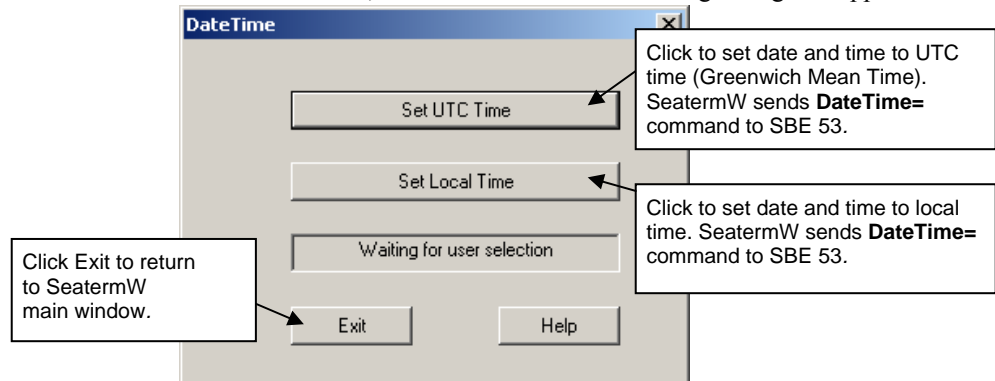 DateTime
Click to set date and time to UTC
time (Greenwich Mean Time).
SeatermW sends DateTime=
command to SBE 53.
Set UTC Time
Set Local Time
Click to set date and time to local
time. SeatermW sends DateTime=
command to SBE 53.
Waiting for user selection
Click Exit to return
to SeatermW
main window.
Exit
Help